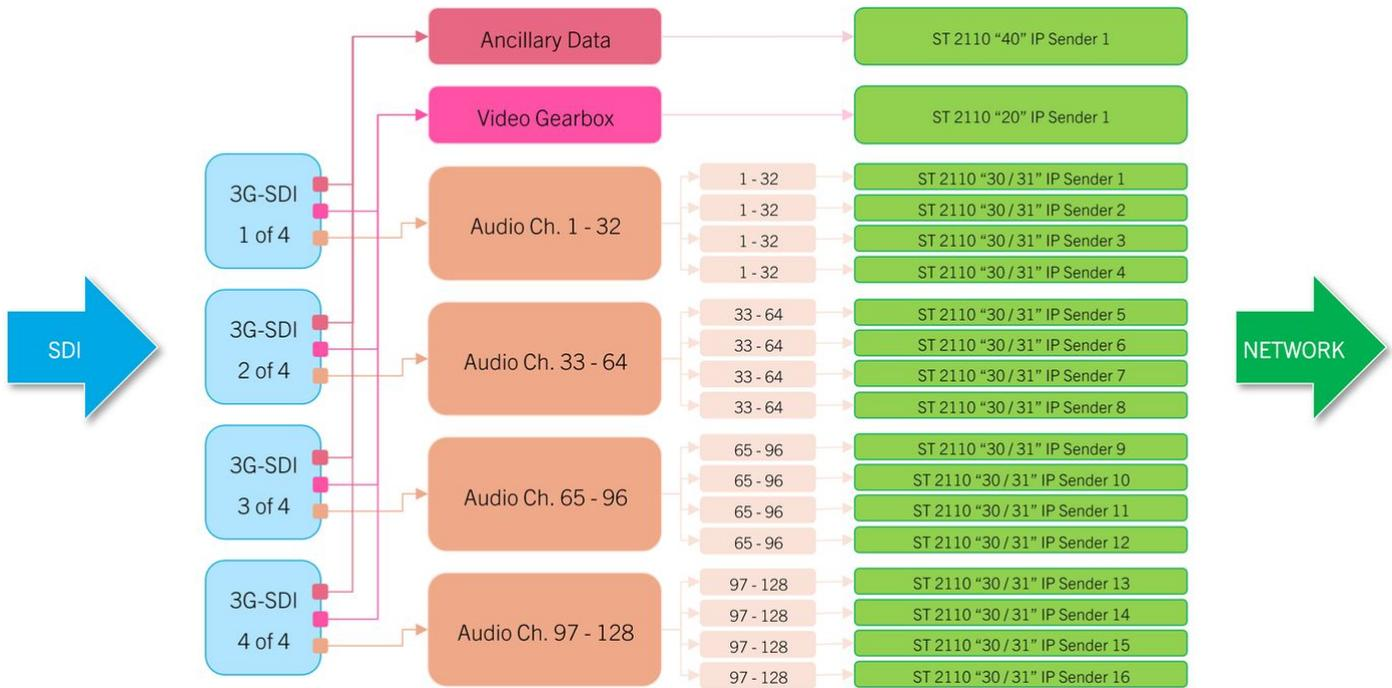 Ancillary Data
ST 2110 “40” IP Sender 1
Video Gearbox
ST 2110 “20” IP Sender 1
3G-SDI
1 of 4
Audio Ch. 1 - 32
1 - 32
ST 2110 “30 / 31” IP Sender 1
1 - 32
ST 2110 “30 / 31” IP Sender 2
1 - 32
ST 2110 “30 / 31” IP Sender 3
1 - 32
ST 2110 “30 / 31” IP Sender 4
SDI
3G-SDI
2 of 4
Audio Ch. 33 - 64
33 - 64
ST 2110 “30 / 31” IP Sender 5
33 - 64
ST 2110 “30 / 31” IP Sender 6
33 - 64
ST 2110 “30 / 31” IP Sender 7
33 - 64
ST 2110 “30 / 31” IP Sender 8
NETWORK
3G-SDI
3 of 4
Audio Ch. 65 - 96
65 - 96
ST 2110 “30 / 31” IP Sender 9
65 - 96
ST 2110 “30 / 31” IP Sender 10
65 - 96
ST 2110 “30 / 31” IP Sender 11
65 - 96
ST 2110 “30 / 31” IP Sender 12
3G-SDI
4 of 4
Audio Ch. 97 - 128
97 - 128
ST 2110 “30 / 31” IP Sender 13
97 - 128
ST 2110 “30 / 31” IP Sender 14
97 - 128
ST 2110 “30 / 31” IP Sender 15
97 - 128
ST 2110 “30 / 31” IP Sender 16